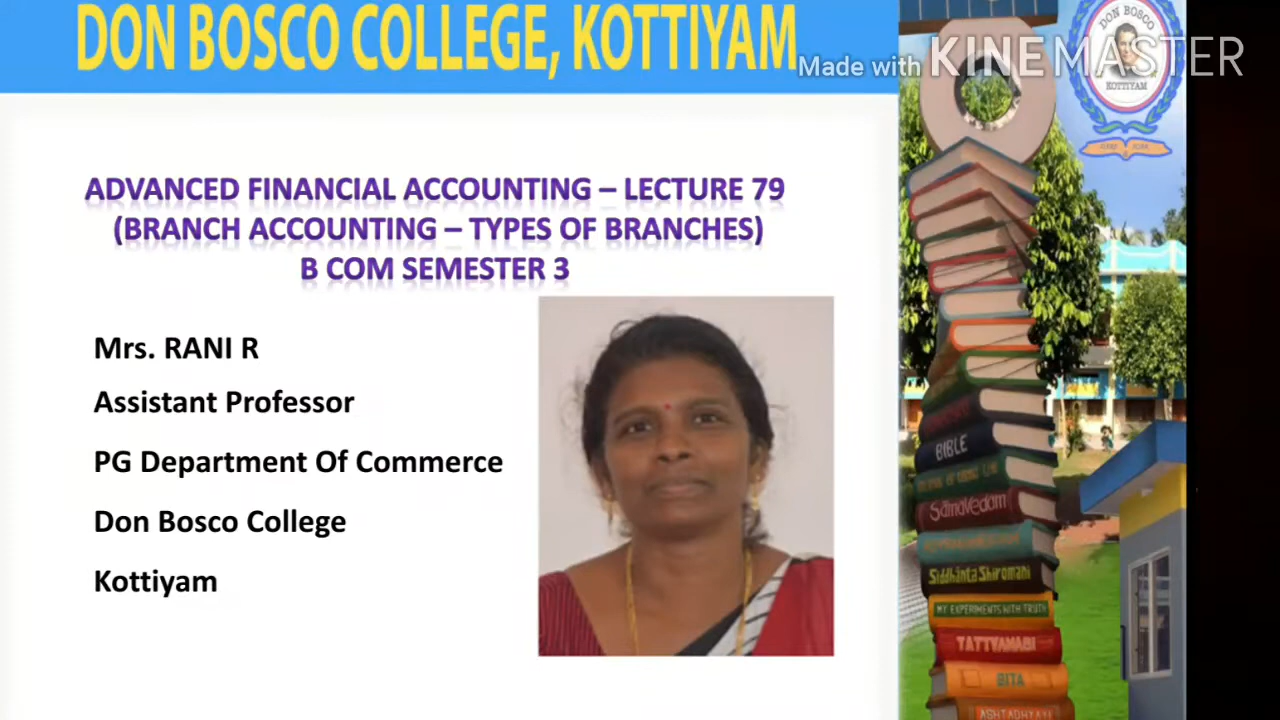 DON BOSCO COLLEGE, KOTTIYAM
Made with KINEMASTER
DON BOSCO
KOTTIYAM
ADVANCED FINANCIAL ACCOUNTING – LECTURE 79
(BRANCH ACCOUNTING – TYPES OF BRANCHES)
B COM SEMESTER 3
Mrs. RANI R
Assistant Professor
PG Department Of Commerce
Don Bosco College
Kottiyam
BIBLE
SamaVedam
Siddhanta Shiromani
MY EXPERIMENTS WITH TRUTH